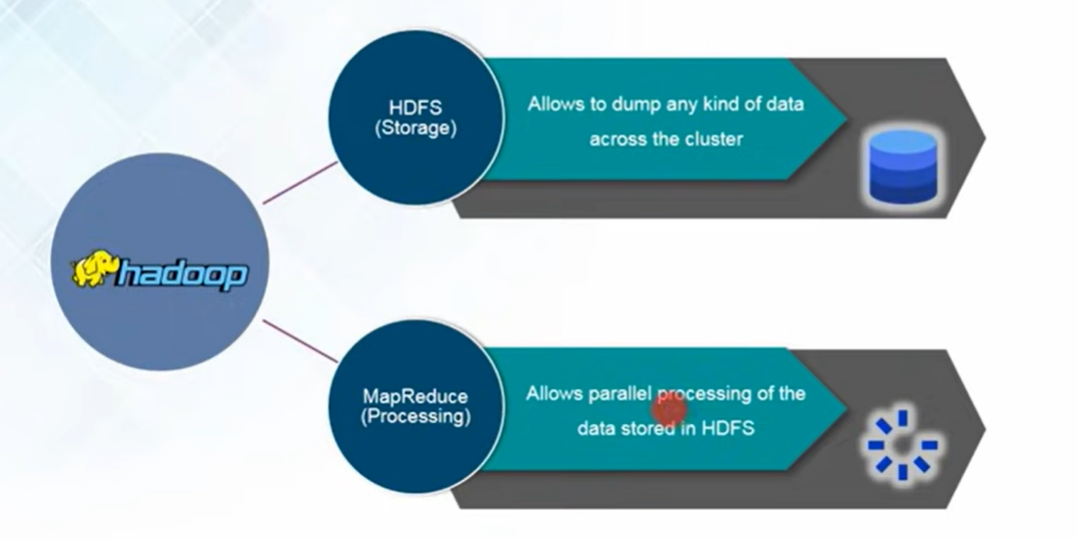 HDFS
(Storage)
Allows to dump any kind of data
across the cluster
hadoop
MapReduce
(Processing)
Allows parallel processing of the
data stored in HDFS